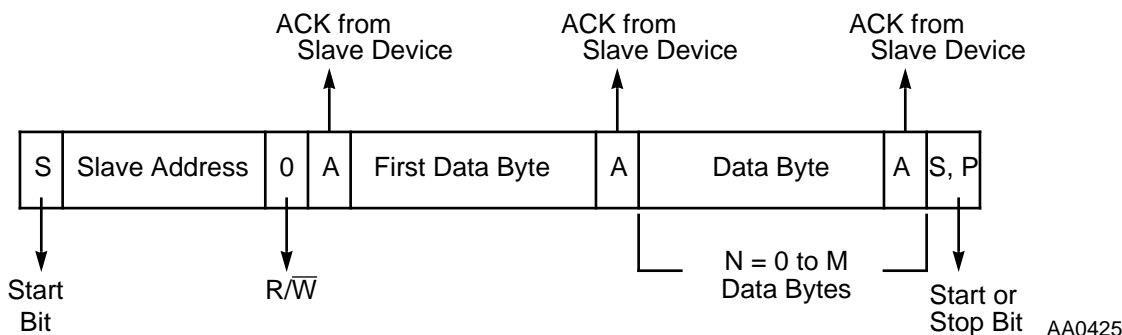 ACK from
Slave Device
ACK from
Slave Device
ACK from
Slave Device
S
Slave Address
0
A
First Data Byte
A
Data Byte
A
S, P
Start
Bit
R/W̅
N = 0 to M
Data Bytes
Start or
Stop Bit
AA0425